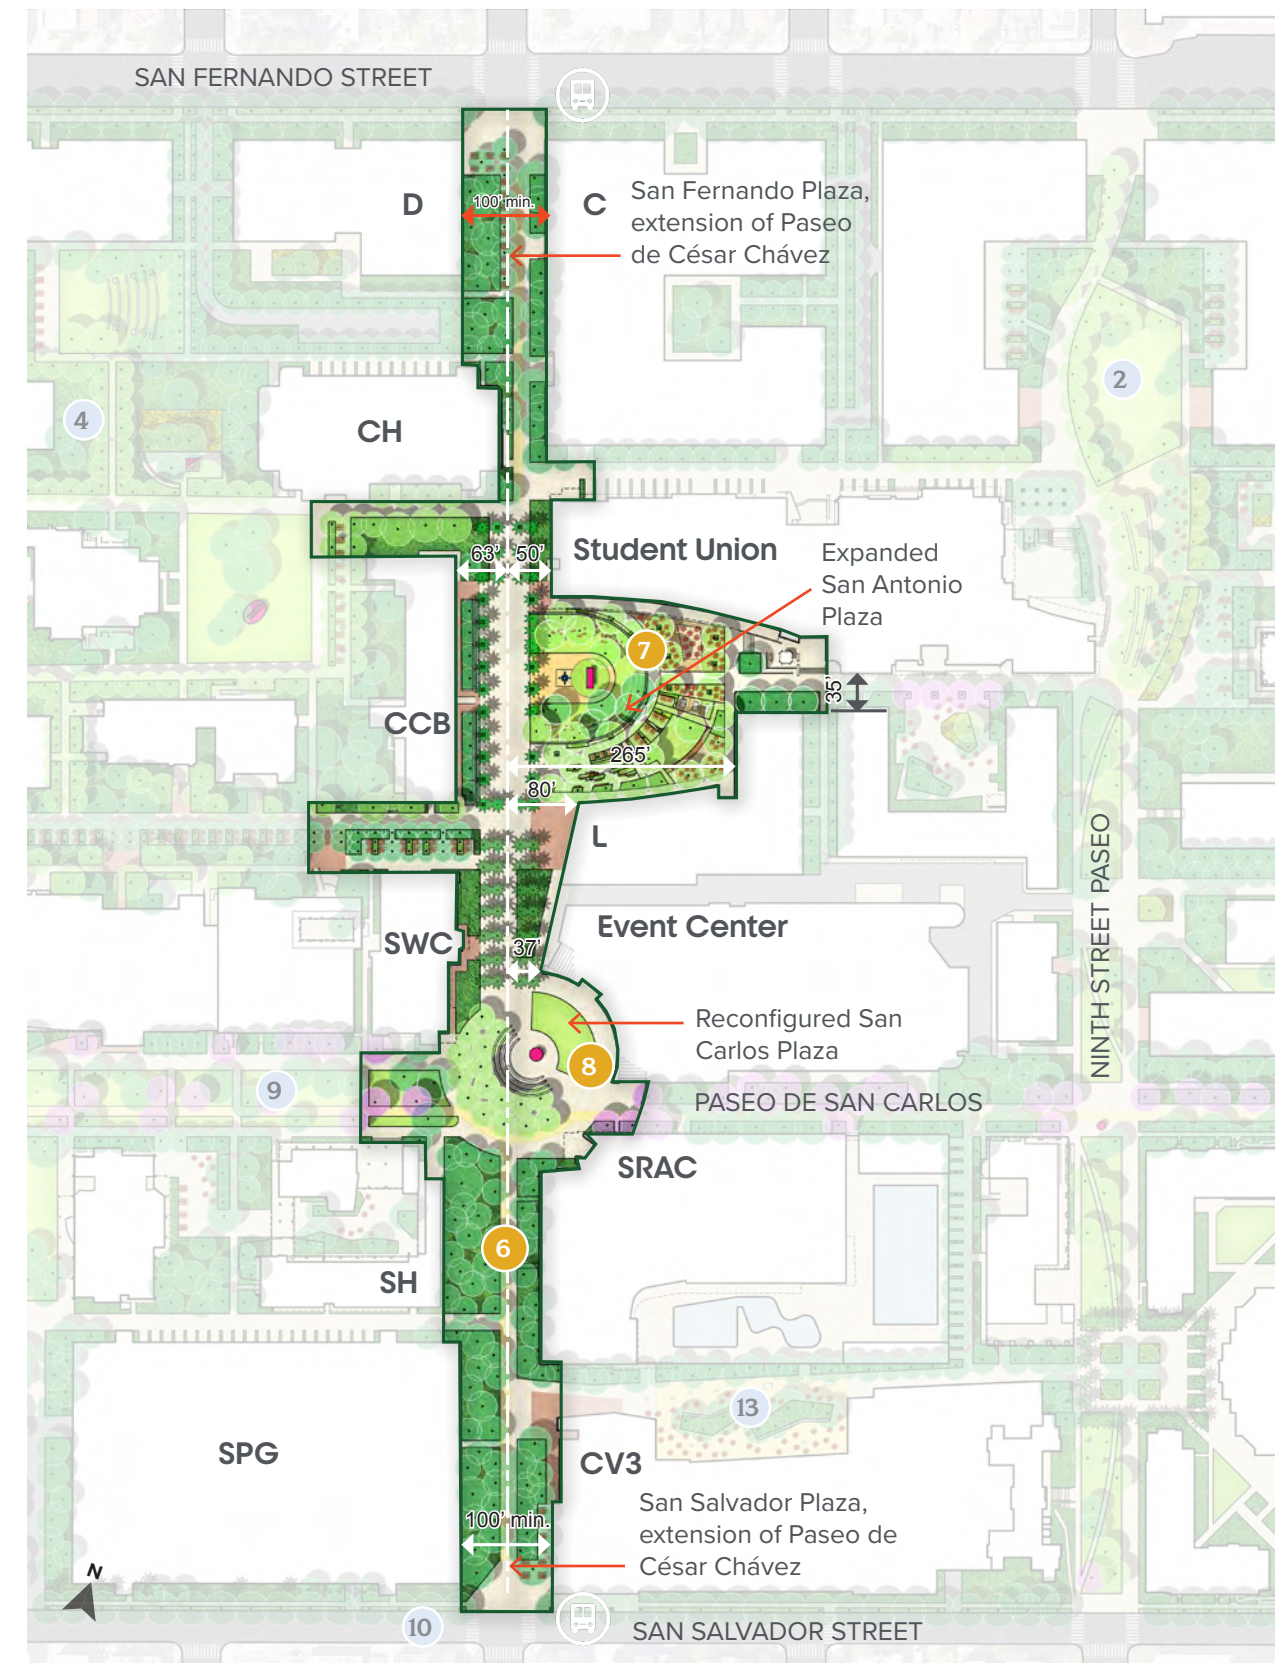 SAN FERNANDO STREET
D
100' min.
C
San Fernando Plaza,
extension of Paseo
de César Chávez
2
4
CH
63'
50'
Student Union
Expanded
San Antonio
Plaza
7
35'
CCB
265'
80'
L
NINTH STREET PASEO
SWC
37'
Event Center
Reconfigured San
Carlos Plaza
8
9
PASEO DE SAN CARLOS
SRAC
6
SH
13
SPG
CV3
San Salvador Plaza,
extension of Paseo de
César Chávez
100' min.
N
10
SAN SALVADOR STREET